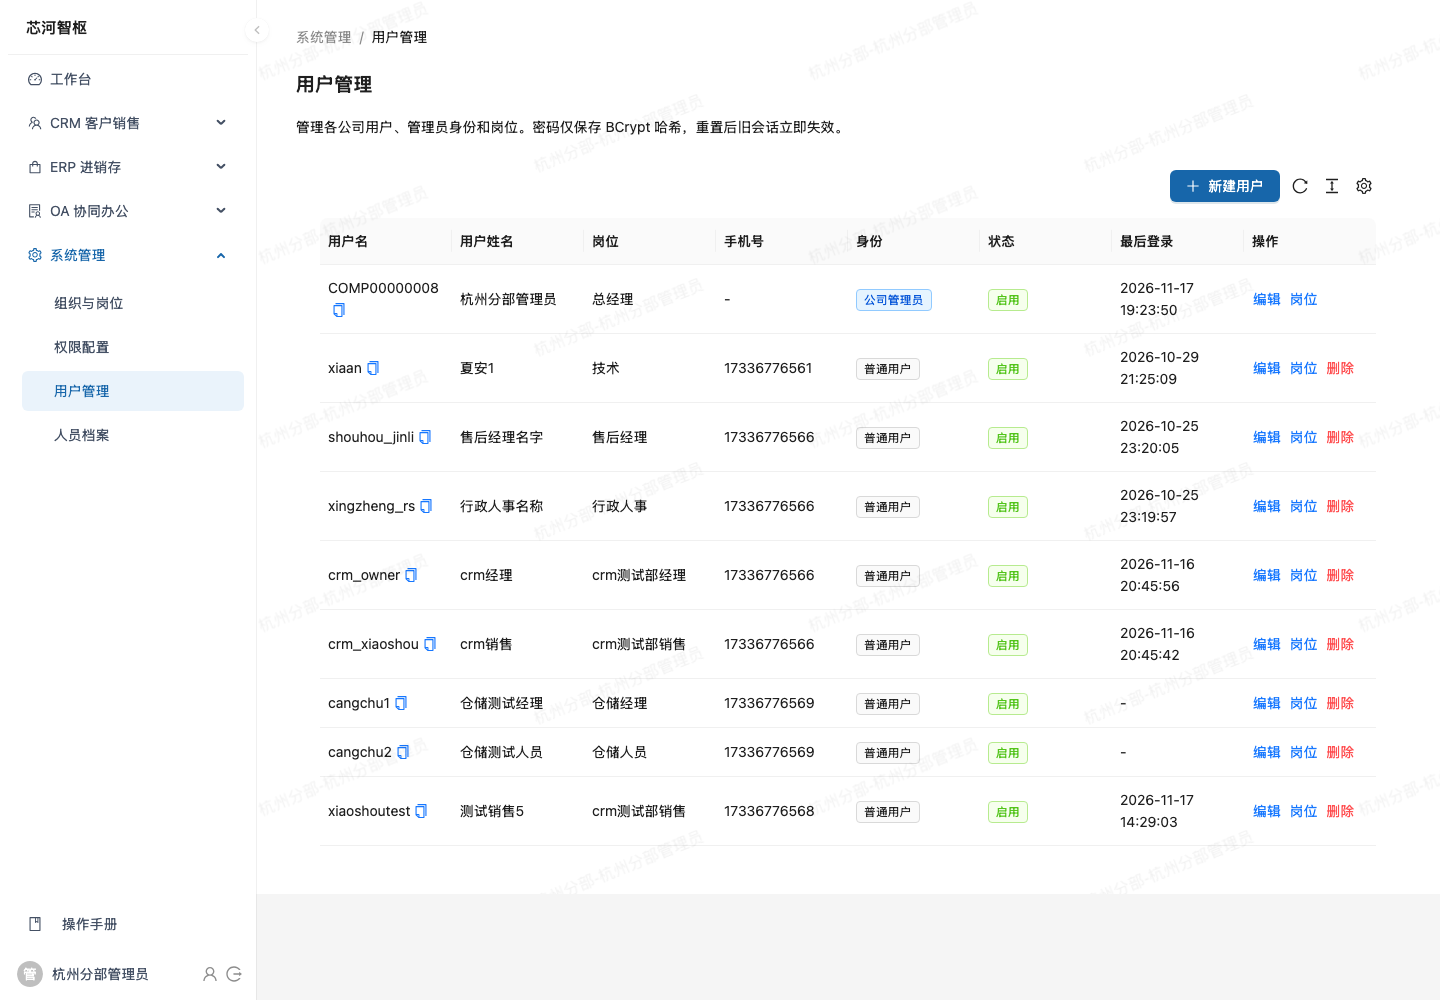 芯河智枢
工作台
CRM 客户销售
ERP 进销存
OA 协同办公
系统管理
组织与岗位
权限配置
用户管理
人员档案
操作手册
管 杭州分部管理员
系统管理 / 用户管理
用户管理
管理各公司用户、管理员身份和岗位。密码仅保存 BCrypt 哈希，重置后旧会话立即失效。
新建用户
用户名 用户姓名 岗位 手机号 身份 状态 最后登录 操作
COMP00000008 杭州分部管理员 总经理 - 公司管理员 启用 2026-11-17 19:23:50 编辑 岗位
xiaan 夏安1 技术 17336776561 普通用户 启用 2026-10-29 21:25:09 编辑 岗位 删除
shouhou_jinli 售后经理名字 售后经理 17336776566 普通用户 启用 2026-10-25 23:20:05 编辑 岗位 删除
xingzheng_rs 行政人事名称 行政人事 17336776566 普通用户 启用 2026-10-25 23:19:57 编辑 岗位 删除
crm_owner crm经理 crm测试部经理 17336776566 普通用户 启用 2026-11-16 20:45:56 编辑 岗位 删除
crm_xiaoshou crm销售 crm测试部销售 17336776566 普通用户 启用 2026-11-16 20:45:42 编辑 岗位 删除
cangchu1 仓储测试经理 仓储经理 17336776569 普通用户 启用 - 编辑 岗位 删除
cangchu2 仓储测试人员 仓储人员 17336776569 普通用户 启用 - 编辑 岗位 删除
xiaoshoutest 测试销售5 crm测试部销售 17336776568 普通用户 启用 2026-11-17 14:29:03 编辑 岗位 删除
杭州分部-杭州分部管理员